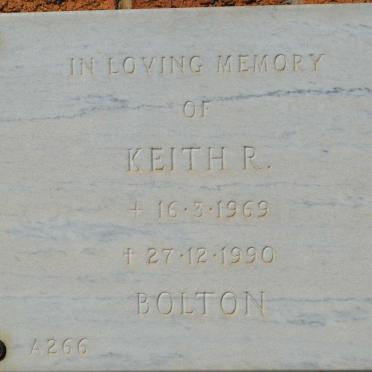 IN LOVING MEMORY
OF
KEITH R.
+ 16·3·1969
✝ 27·12·1990
BOLTON
A266